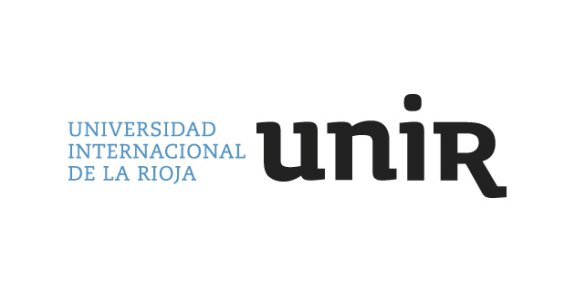 UNIVERSIDAD
INTERNACIONAL
DE LA RIOJA
uniR